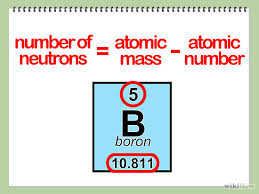 number of neutrons = atomic mass - atomic number
5
B
boron
10.811
wikiHow